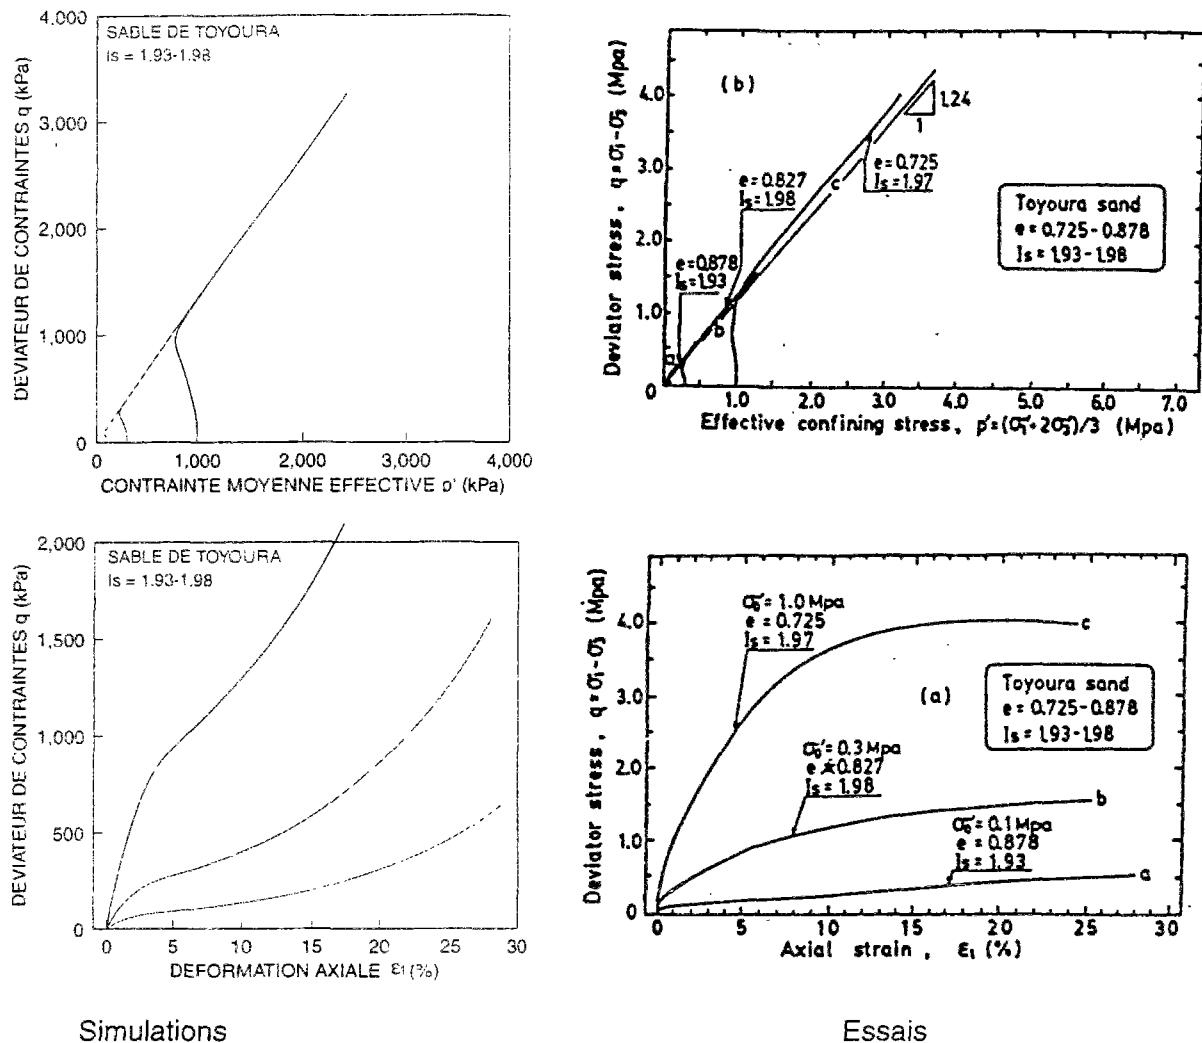 4.000
3,000
2,000
1,000
0
DEVIATEUR DE CONTRAINTES q (kPa)
SABLE DE TOYOURA
Is = 1.93-1.98
0
1,000
2,000
3,000
4,000
CONTRAINTE MOYENNE EFFECTIVE p' (kPa)
4.0
3.0
2.0
1.0
0
Deviator stress, q=σ1-σ3 (Mpa)
(b)
1.24
1
e=0.725
Is=1.97
c
e=0.827
Is=1.98
e=0.878
Is=1.93
b
a
Toyoura sand
e=0.725-0.878
Is=1.93-1.98
1.0
2.0
3.0
4.0
5.0
6.0
7.0
Effective confining stress, p'=(σ1'+2σ3')/3 (Mpa)
2,000
1,500
1,000
500
0
DEVIATEUR DE CONTRAINTES q (kPa)
SABLE DE TOYOURA
Is = 1.93-1.98
0
5
10
15
20
25
30
DEFORMATION AXIALE ε1 (%)
4.0
3.0
2.0
1.0
0
Deviator stress, q=σ1-σ3 (Mpa)
σ0'=1.0 Mpa
e=0.725
Is=1.97
c
(a)
Toyoura sand
e=0.725-0.878
Is=1.93-1.98
σ0'=0.3 Mpa
e=0.827
Is=1.98
b
σ0'=0.1 Mpa
e=0.878
Is=1.93
a
0
5
10
15
20
25
30
Axial strain, ε1 (%)
Simulations
Essais